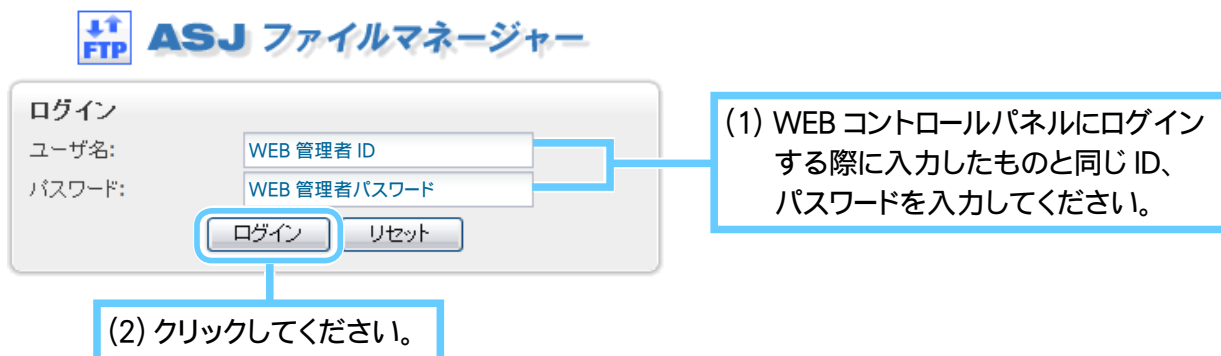 FTP
ASJ ファイルマネージャー
ログイン
ユーザ名:
WEB 管理者 ID
パスワード:
WEB 管理者パスワード
ログイン
リセット
(1) WEB コントロールパネルにログイン
する際に入力したものと同じ ID、
パスワードを入力してください。
(2) クリックしてください。